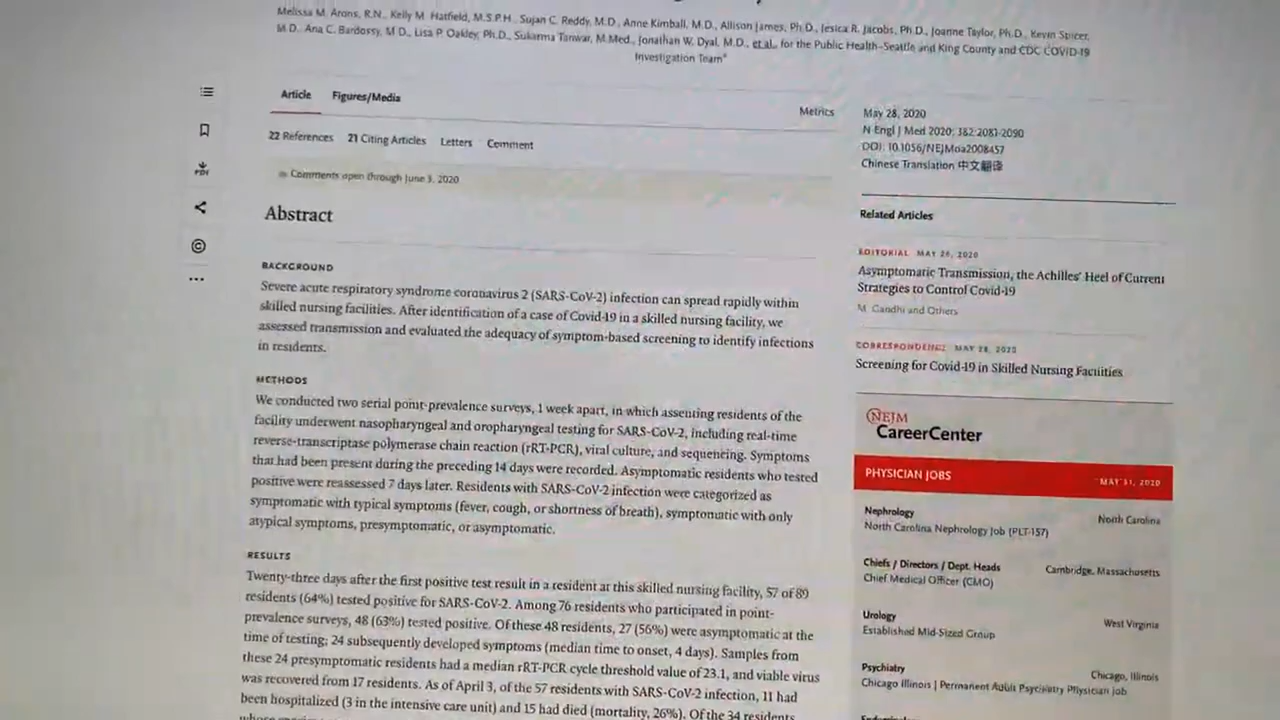 Melissa M. Arons, R.N., Kelly M. Hatfield, M.S.P.H., Sujan C. Reddy, M.D., Anne Kimball, M.D., Allison James, Ph.D., Jesica R. Jacobs, Ph.D., Joanne Taylor, Ph.D., Kevin Spicer,
M.D., Ana C. Bardossy, M.D., Lisa P. Oakley, Ph.D., Sukarma Tanwar, M.Med., Jonathan W. Dyal, M.D., et al., for the Public Health–Seattle and King County and CDC COVID-19
Investigation Team*
Article Figures/Media
Metrics
22 References 21 Citing Articles Letters Comment
Comments open through June 3, 2020
Abstract
BACKGROUND
Severe acute respiratory syndrome coronavirus 2 (SARS-CoV-2) infection can spread rapidly within
skilled nursing facilities. After identification of a case of Covid-19 in a skilled nursing facility, we
assessed transmission and evaluated the adequacy of symptom-based screening to identify infections
in residents.
METHODS
We conducted two serial point-prevalence surveys, 1 week apart, in which assenting residents of the
facility underwent nasopharyngeal and oropharyngeal testing for SARS-CoV-2, including real-time
reverse-transcriptase polymerase chain reaction (rRT-PCR), viral culture, and sequencing. Symptoms
that had been present during the preceding 14 days were recorded. Asymptomatic residents who tested
positive were reassessed 7 days later. Residents with SARS-CoV-2 infection were categorized as
symptomatic with typical symptoms (fever, cough, or shortness of breath), symptomatic with only
atypical symptoms, presymptomatic, or asymptomatic.
RESULTS
Twenty-three days after the first positive test result in a resident at this skilled nursing facility, 57 of 89
residents (64%) tested positive for SARS-CoV-2. Among 76 residents who participated in point-
prevalence surveys, 48 (63%) tested positive. Of these 48 residents, 27 (56%) were asymptomatic at the
time of testing; 24 subsequently developed symptoms (median time to onset, 4 days). Samples from
these 24 presymptomatic residents had a median rRT-PCR cycle threshold value of 23.1, and viable virus
was recovered from 17 residents. As of April 3, of the 57 residents with SARS-CoV-2 infection, 11 had
been hospitalized (3 in the intensive care unit) and 15 had died (mortality, 26%). Of the 34 residents
PDF
May 28, 2020
N Engl J Med 2020; 382:2081-2090
DOI: 10.1056/NEJMoa2008457
Chinese Translation 中文翻译
Related Articles
EDITORIAL MAY 28, 2020
Asymptomatic Transmission, the Achilles' Heel of Current
Strategies to Control Covid-19
M. Gandhi and Others
CORRESPONDENCE MAY 28, 2020
Screening for Covid-19 in Skilled Nursing Facilities
NEJM
CareerCenter
PHYSICIAN JOBS MAY 31, 2020
Nephrology North Carolina
North Carolina Nephrology Job (PLT-157)
Chiefs / Directors / Dept. Heads Cambridge, Massachusetts
Chief Medical Officer (CMO)
Urology West Virginia
Established Mid-Sized Group
Psychiatry Chicago, Illinois
Chicago Illinois | Permanent Adult Psychiatry Physician Job